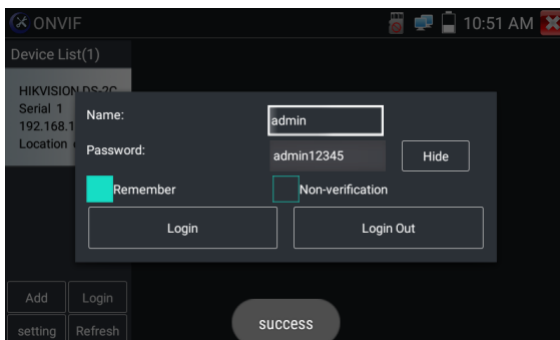 ONVIF
10:51 AM
Device List(1)
HIKVISION DS-2C
Serial 1
192.168.1
Location
Name:
admin
Password:
admin12345
Hide
Remember
Non-verification
Login
Login Out
Add
Login
setting
Refresh
success